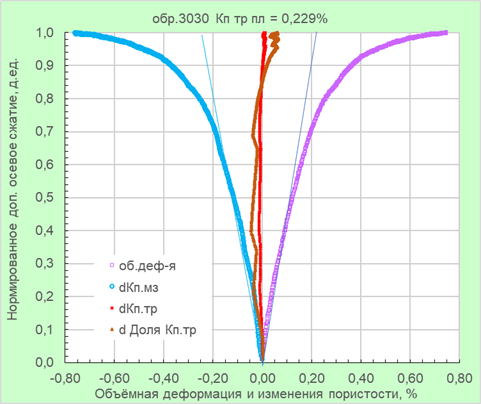 обр.3030 Кп тр пл = 0,229%
Нормированное доп. осевое сжатие, д.ед.
1,0
0,9
0,8
0,7
0,6
0,5
0,4
0,3
0,2
0,1
0,0
об.деф-я
dКп.мз
dКп.тр
d Доля Кп.тр
-0,80 -0,60 -0,40 -0,20 0,00 0,20 0,40 0,60 0,80
Объёмная деформация и изменения пористости, %